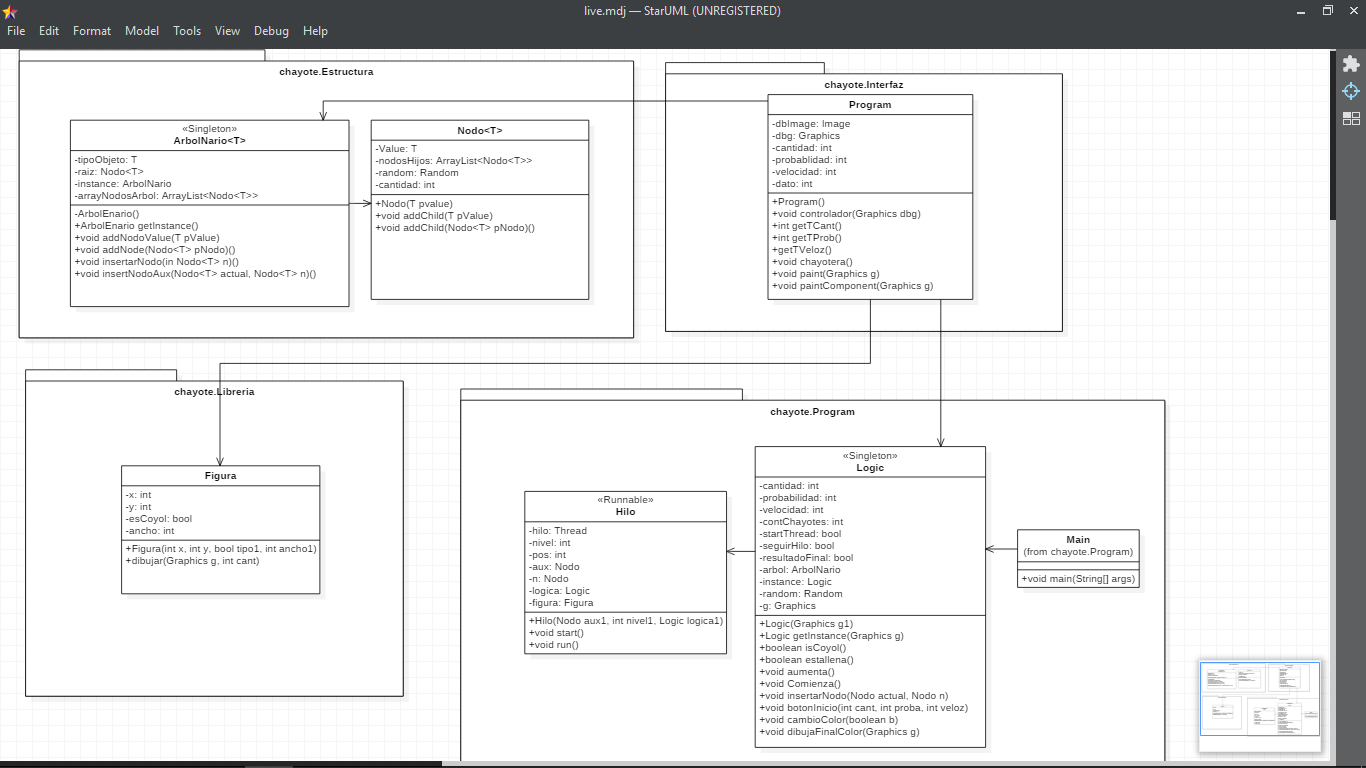 live.mdj — StarUML (UNREGISTERED)
File Edit Format Model Tools View Debug Help
chayote.Estructura
«Singleton»
ArbolNario<T>
-tipoObjeto: T
-raiz: Nodo<T>
-instance: ArbolNario
-arrayNodosArbol: ArrayList<Nodo<T>>
-ArbolEnario()
+ArbolEnario getInstance()
+void addNodoValue(T pValue)
+void addNode(Nodo<T> pNodo)()
+void insertarNodo(in Nodo<T> n)()
+void insertNodoAux(Nodo<T> actual, Nodo<T> n)()
Nodo<T>
-Value: T
-nodosHijos: ArrayList<Nodo<T>>
-random: Random
-cantidad: int
+Nodo(T pvalue)
+void addChild(T pValue)
+void addChild(Nodo<T> pNodo)()
chayote.Interfaz
Program
-dbImage: Image
-dbg: Graphics
-cantidad: int
-probablidad: int
-velocidad: int
-dato: int
+Program()
+void controlador(Graphics dbg)
+int getTCant()
+int getTProb()
+getTVeloz()
+void chayotera()
+void paint(Graphics g)
+void paintComponent(Graphics g)
chayote.Libreria
Figura
-x: int
-y: int
-esCoyol: bool
-ancho: int
+Figura(int x, int y, bool tipo1, int ancho1)
+dibujar(Graphics g, int cant)
chayote.Program
«Runnable»
Hilo
-hilo: Thread
-nivel: int
-pos: int
-aux: Nodo
-n: Nodo
-logica: Logic
-figura: Figura
+Hilo(Nodo aux1, int nivel1, Logic logica1)
+void start()
+void run()
«Singleton»
Logic
-cantidad: int
-probabilidad: int
-velocidad: int
-contChayotes: int
-startThread: bool
-seguirHilo: bool
-resultadoFinal: bool
-arbol: ArbolNario
-instance: Logic
-random: Random
-g: Graphics
+Logic(Graphics g1)
+Logic getInstance(Graphics g)
+boolean isCoyol()
+boolean estallena()
+void aumenta()
+void Comienza()
+void insertarNodo(Nodo actual, Nodo n)
+void botonInicio(int cant, int proba, int veloz)
+void cambioColor(boolean b)
+void dibujaFinalColor(Graphics g)
Main
(from chayote.Program)
+void main(String[] args)